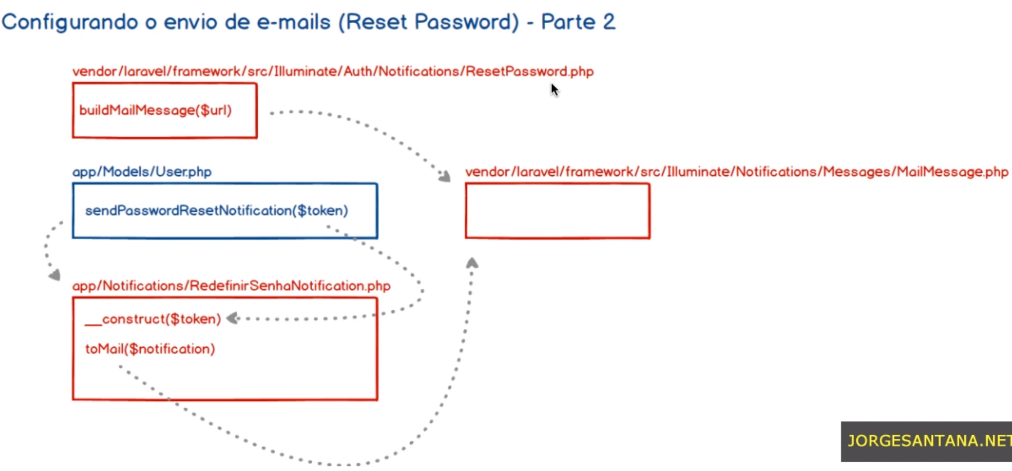 Configurando o envio de e-mails (Reset Password) - Parte 2
vendor/laravel/framework/src/Illuminate/Auth/Notifications/ResetPassword.php
buildMailMessage($url)
app/Models/User.php
vendor/laravel/framework/src/Illuminate/Notifications/Messages/MailMessage.php
sendPasswordResetNotification($token)
app/Notifications/RedefinirSenhaNotification.php
__construct($token)
toMail($notification)
JORGESANTANA.NET